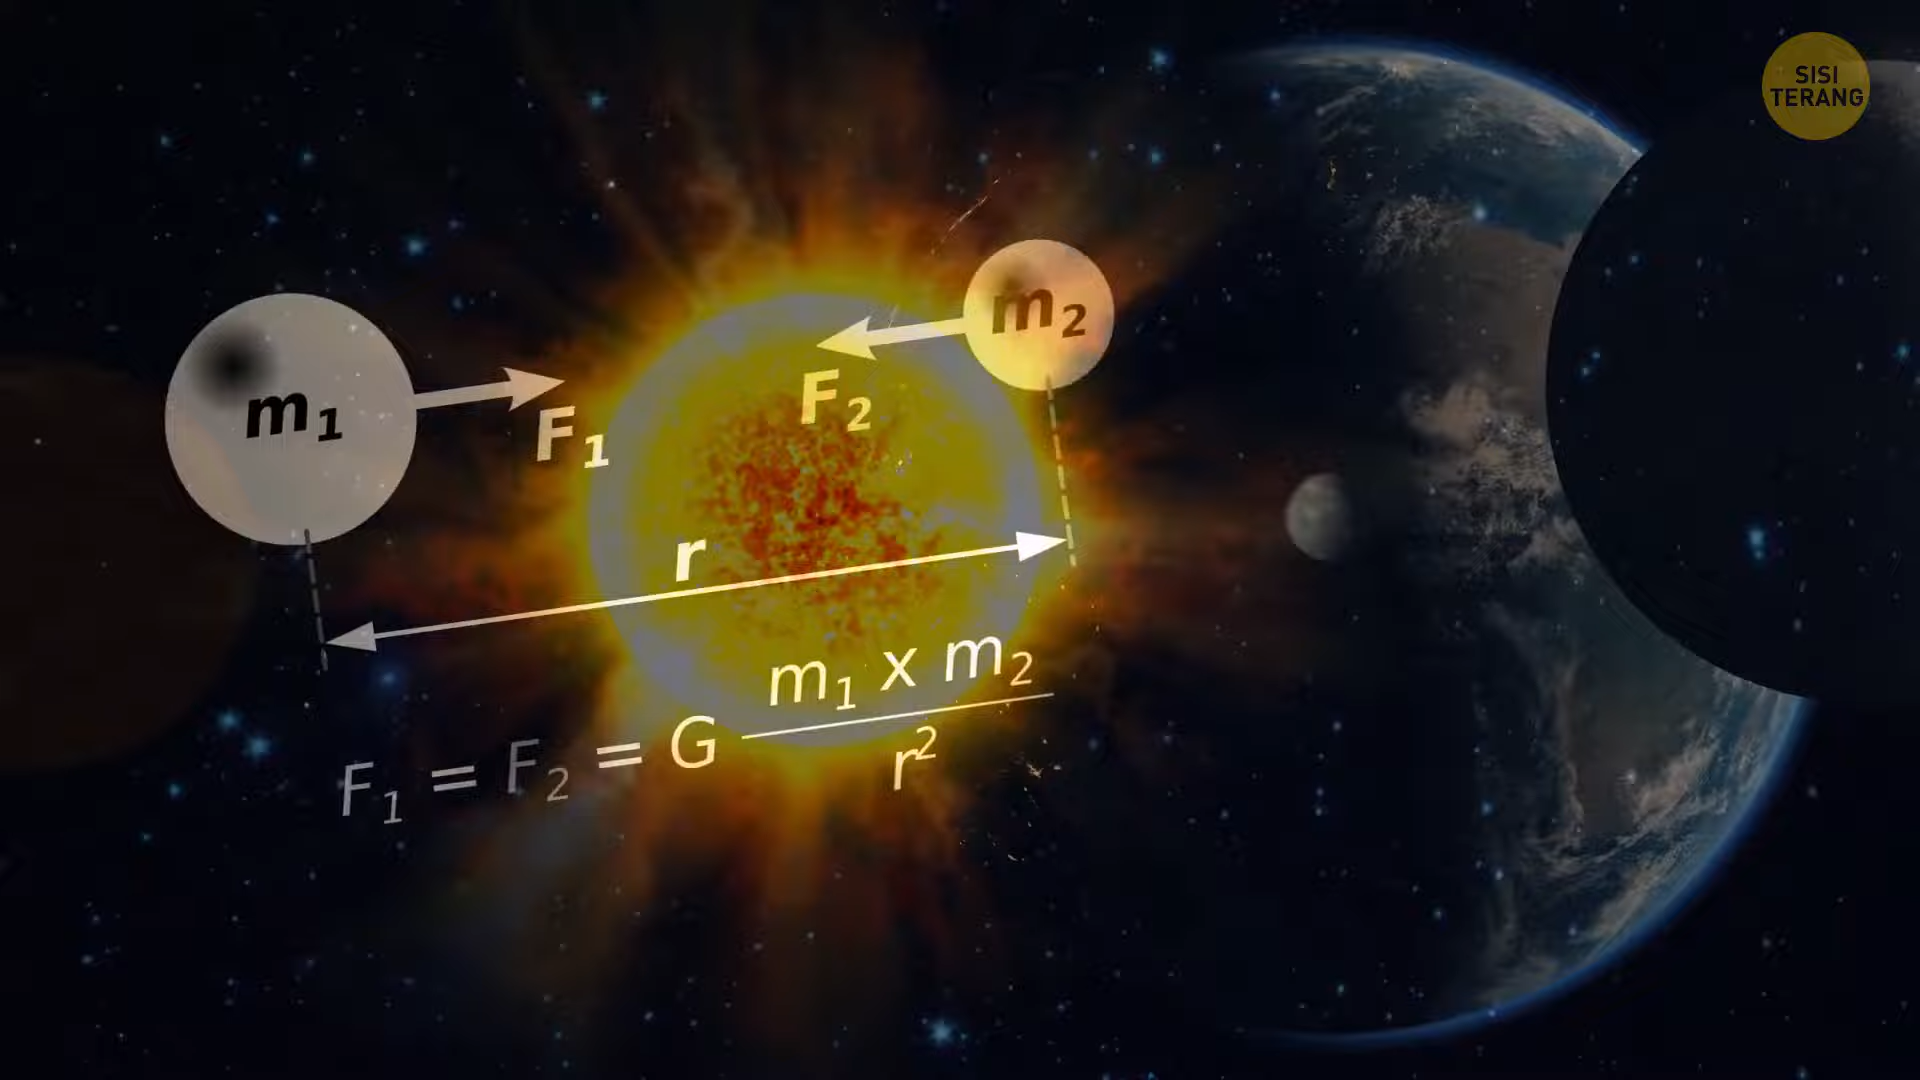 SISI
TERANG
m₂
m₁
F₂
F₁
r
F₁ = F₂ = G (m₁ x m₂) / r²